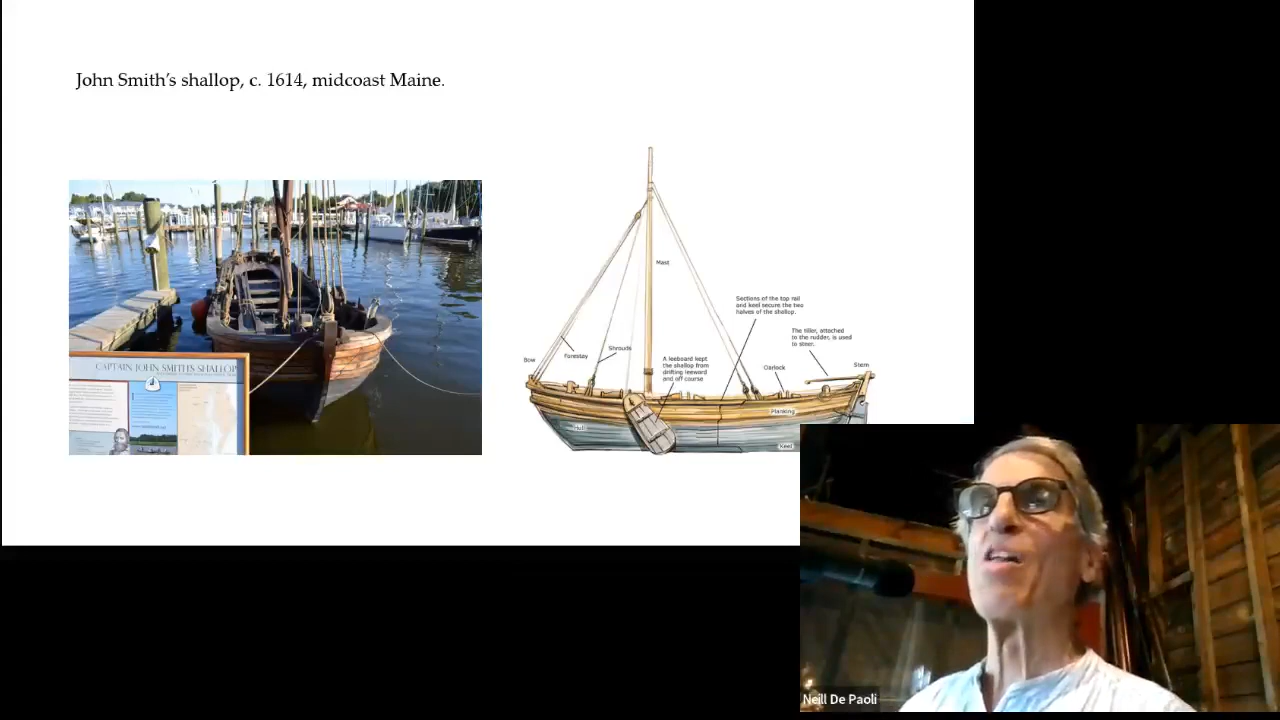 John Smith's shallop, c. 1614, midcoast Maine.
CAPTAIN JOHN SMITH'S SHALLOP
Mast
Sections of the top rail
and keel secure the two
halves of the shallop.
The tiller, attached
to the rudder, is used
to steer.
Bow
Forestay
Shrouds
A leeboard kept
the shallop from
drifting leeward
and off course
Oarlock
Stern
Planking
Hull
Keel
Neill De Paoli